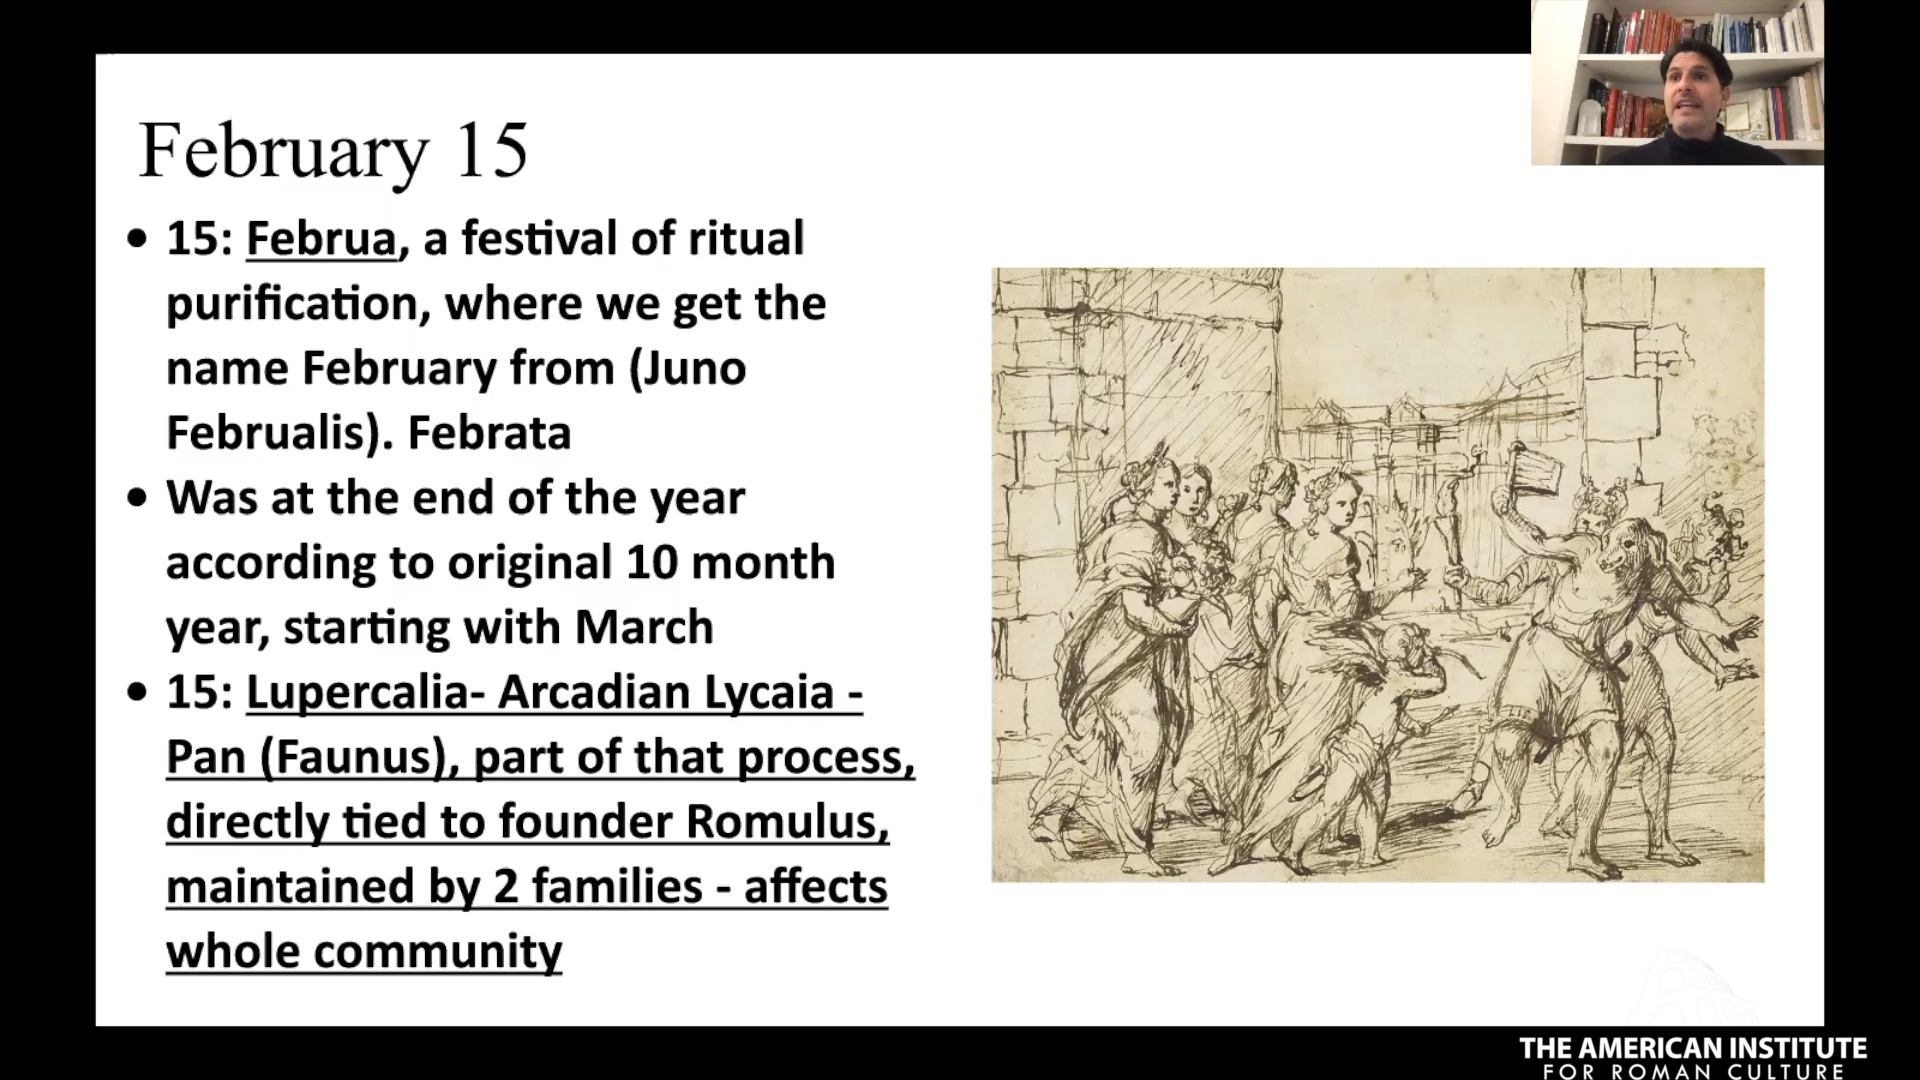 February 15
• 15: Februa, a festival of ritual
purification, where we get the
name February from (Juno
Februalis). Febrata
• Was at the end of the year
according to original 10 month
year, starting with March
• 15: Lupercalia- Arcadian Lycaia -
Pan (Faunus), part of that process,
directly tied to founder Romulus,
maintained by 2 families - affects
whole community
THE AMERICAN INSTITUTE
FOR ROMAN CULTURE